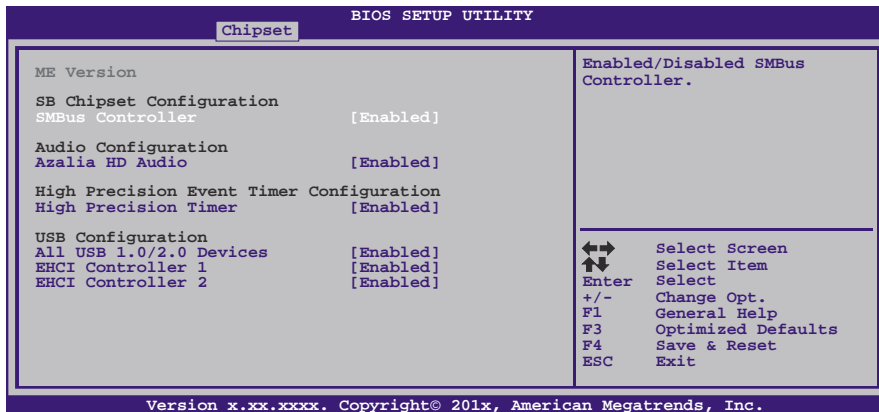 BIOS SETUP UTILITY
Chipset
ME Version
SB Chipset Configuration
SMBus Controller [Enabled]
Audio Configuration
Azalia HD Audio [Enabled]
High Precision Event Timer Configuration
High Precision Timer [Enabled]
USB Configuration
All USB 1.0/2.0 Devices [Enabled]
EHCI Controller 1 [Enabled]
EHCI Controller 2 [Enabled]
Enabled/Disabled SMBus
Controller.
Select Screen
Select Item
Enter Select
+/- Change Opt.
F1 General Help
F3 Optimized Defaults
F4 Save & Reset
ESC Exit
Version x.xx.xxxx. Copyright© 201x, American Megatrends, Inc.